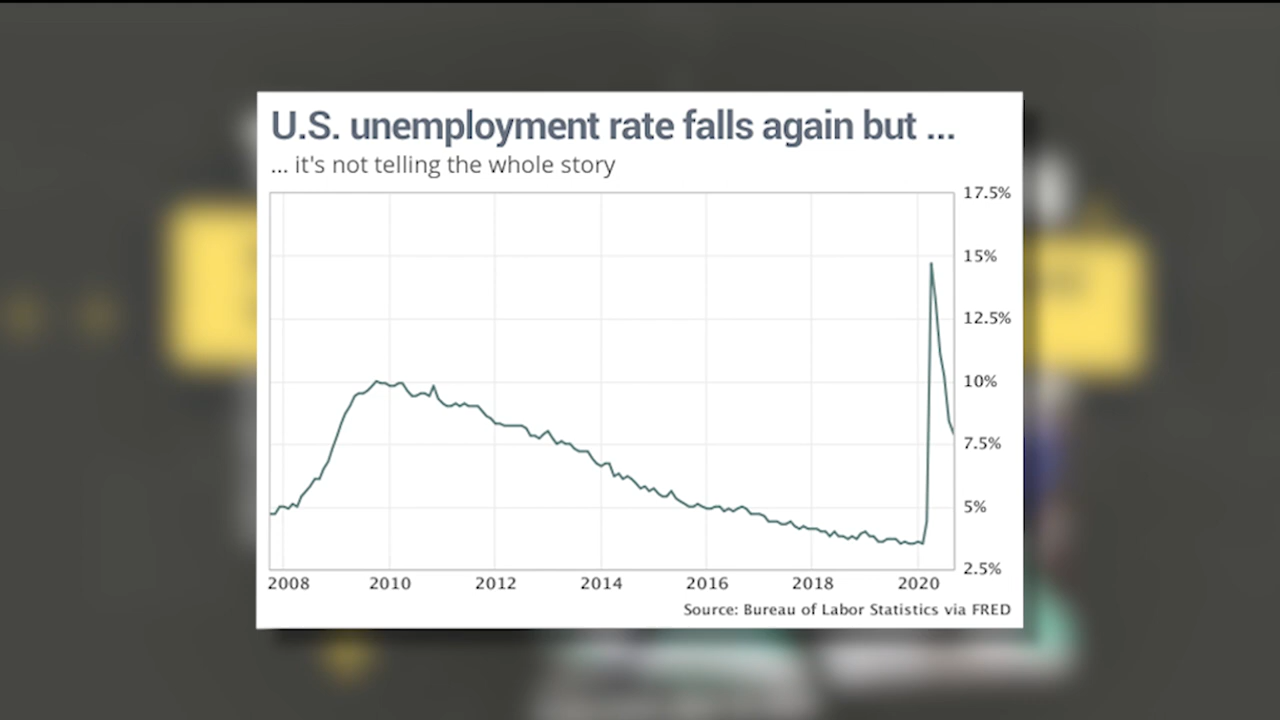 U.S. unemployment rate falls again but ...
... it's not telling the whole story
17.5%
15%
12.5%
10%
7.5%
5%
2.5%
2008 2010 2012 2014 2016 2018 2020
Source: Bureau of Labor Statistics via FRED